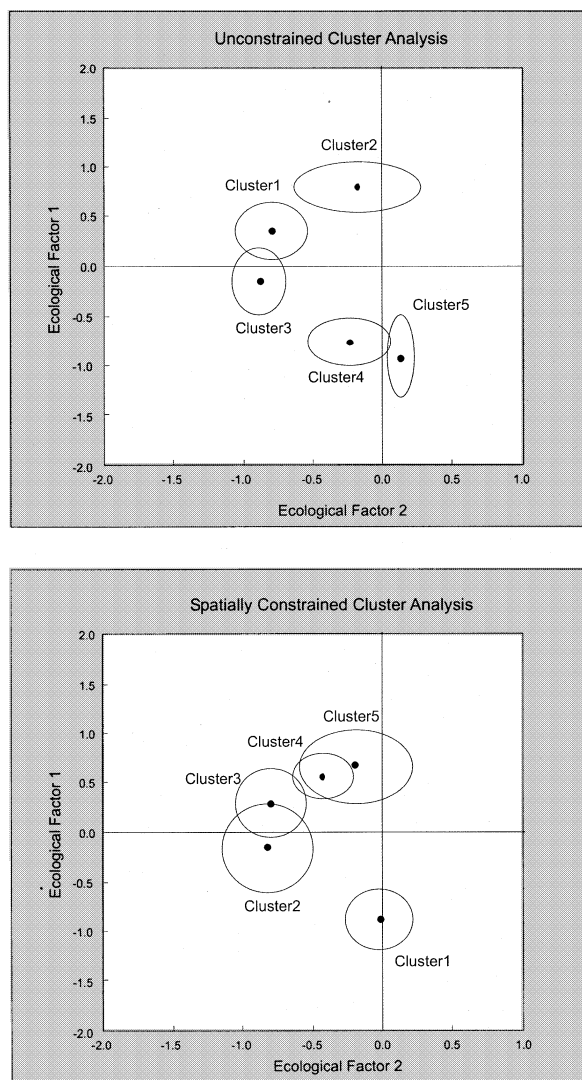 Unconstrained Cluster Analysis
2.0
1.5
1.0
0.5
0.0
-0.5
-1.0
-1.5
-2.0
Ecological Factor 1
Cluster2
Cluster1
Cluster3
Cluster5
Cluster4
-2.0 -1.5 -1.0 -0.5 0.0 0.5 1.0
Ecological Factor 2
Spatially Constrained Cluster Analysis
2.0
1.5
1.0
0.5
0.0
-0.5
-1.0
-1.5
-2.0
Ecological Factor 1
Cluster5
Cluster4
Cluster3
Cluster2
Cluster1
-2.0 -1.5 -1.0 -0.5 0.0 0.5 1.0
Ecological Factor 2